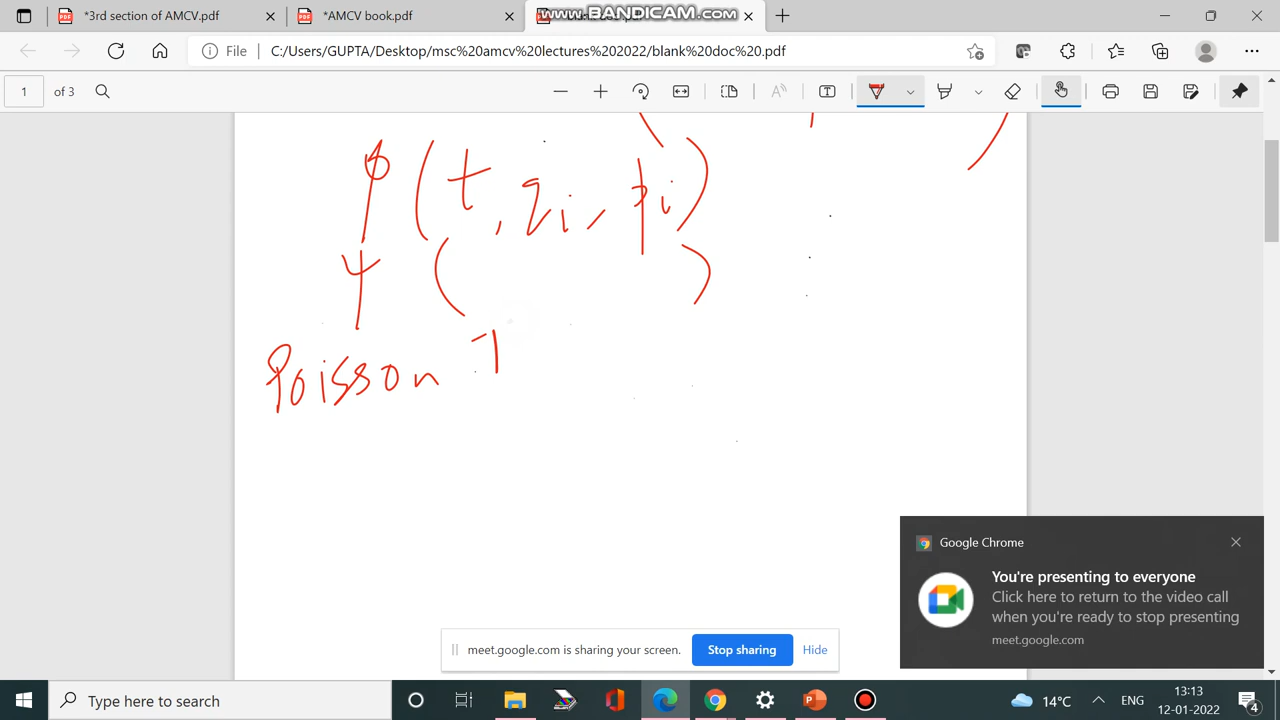 *3rd section of AMCV.pdf
*AMCV book.pdf
www.BANDICAM.com
File
C:/Users/GUPTA/Desktop/msc%20amcv%20lectures%202022/blank%20doc%20.pdf
1 of 3
ϕ (t, qi, pi)
ψ ( )
Poisson
Google Chrome
You're presenting to everyone
Click here to return to the video call
when you're ready to stop presenting
meet.google.com
meet.google.com is sharing your screen.
Stop sharing
Hide
Type here to search
14°C
ENG
13:13
12-01-2022
4